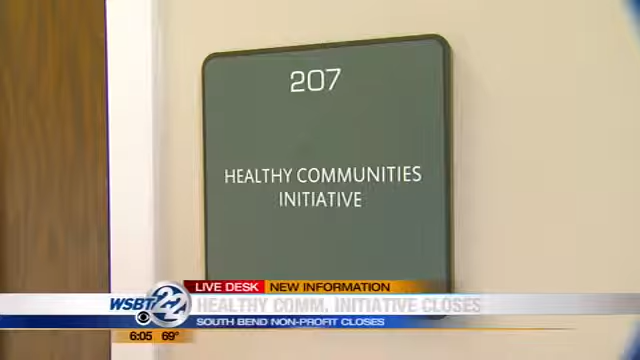 207
HEALTHY COMMUNITIES
INITIATIVE
LIVE DESK NEW INFORMATION
WSBT 22 HEALTHY COMM. INITIATIVE CLOSES
SOUTH BEND NON-PROFIT CLOSES
6:05 69°